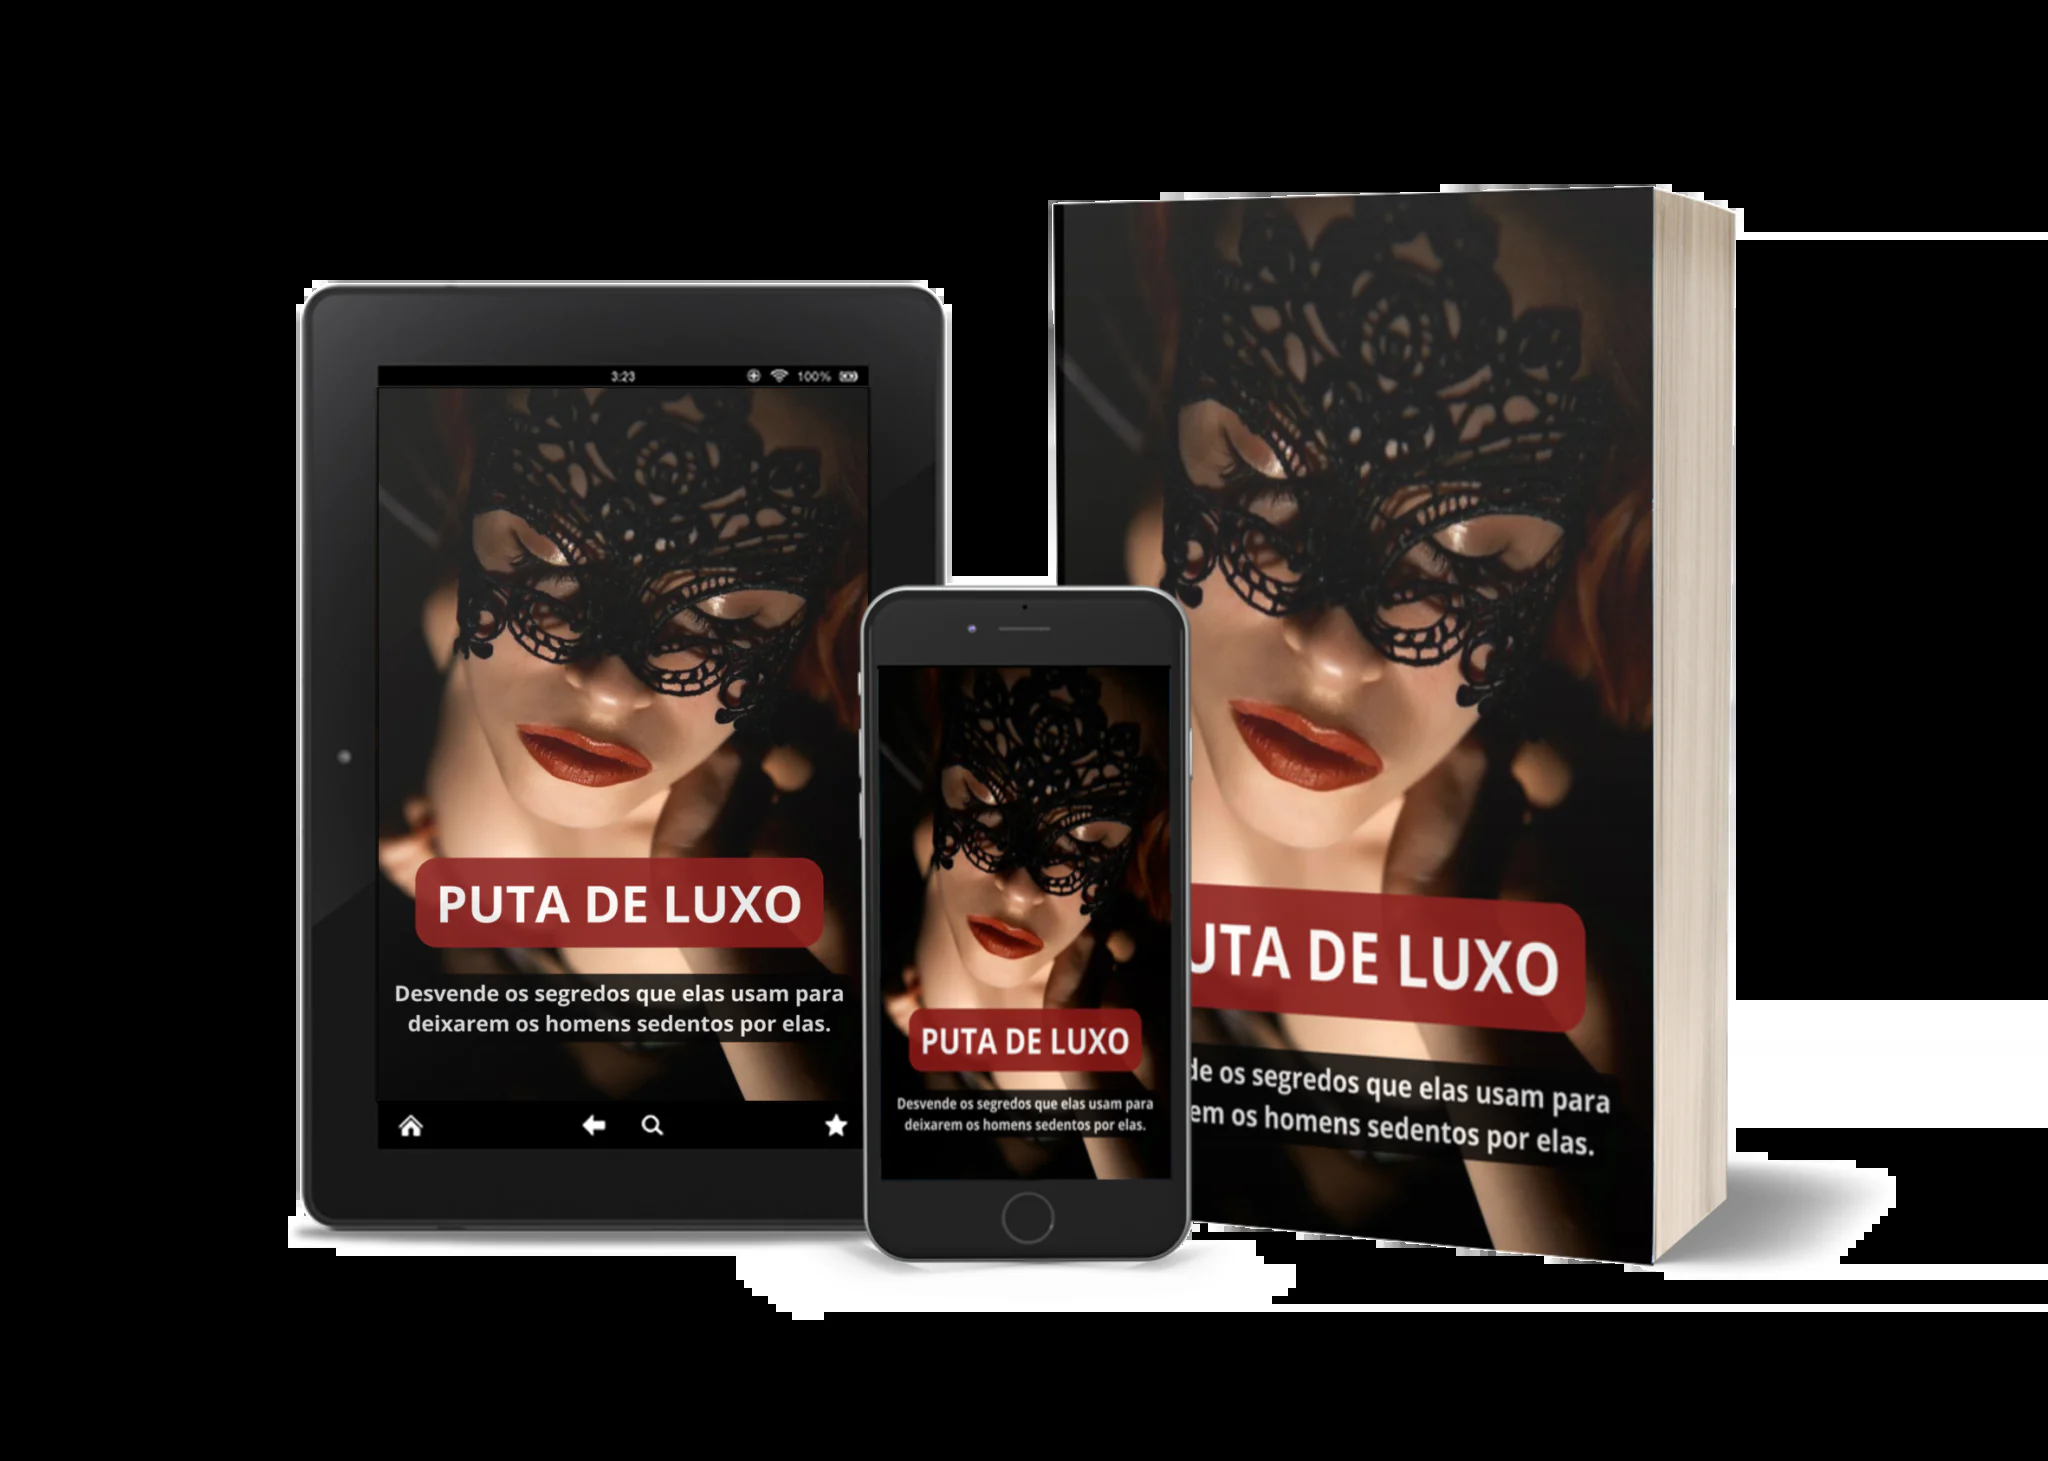 3:23
100%
PUTA DE LUXO
Desvende os segredos que elas usam para
deixarem os homens sedentos por elas.
PUTA DE LUXO
Desvende os segredos que elas usam para
deixarem os homens sedentos por elas.
UTA DE LUXO
de os segredos que elas usam para
em os homens sedentos por elas.